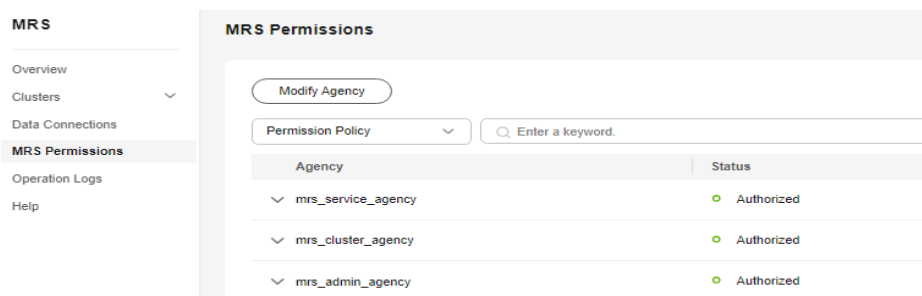 MRS
Overview
Clusters
Data Connections
MRS Permissions
Operation Logs
Help
MRS Permissions
Modify Agency
Permission Policy
Enter a keyword.
Agency Status
mrs_service_agency Authorized
mrs_cluster_agency Authorized
mrs_admin_agency Authorized